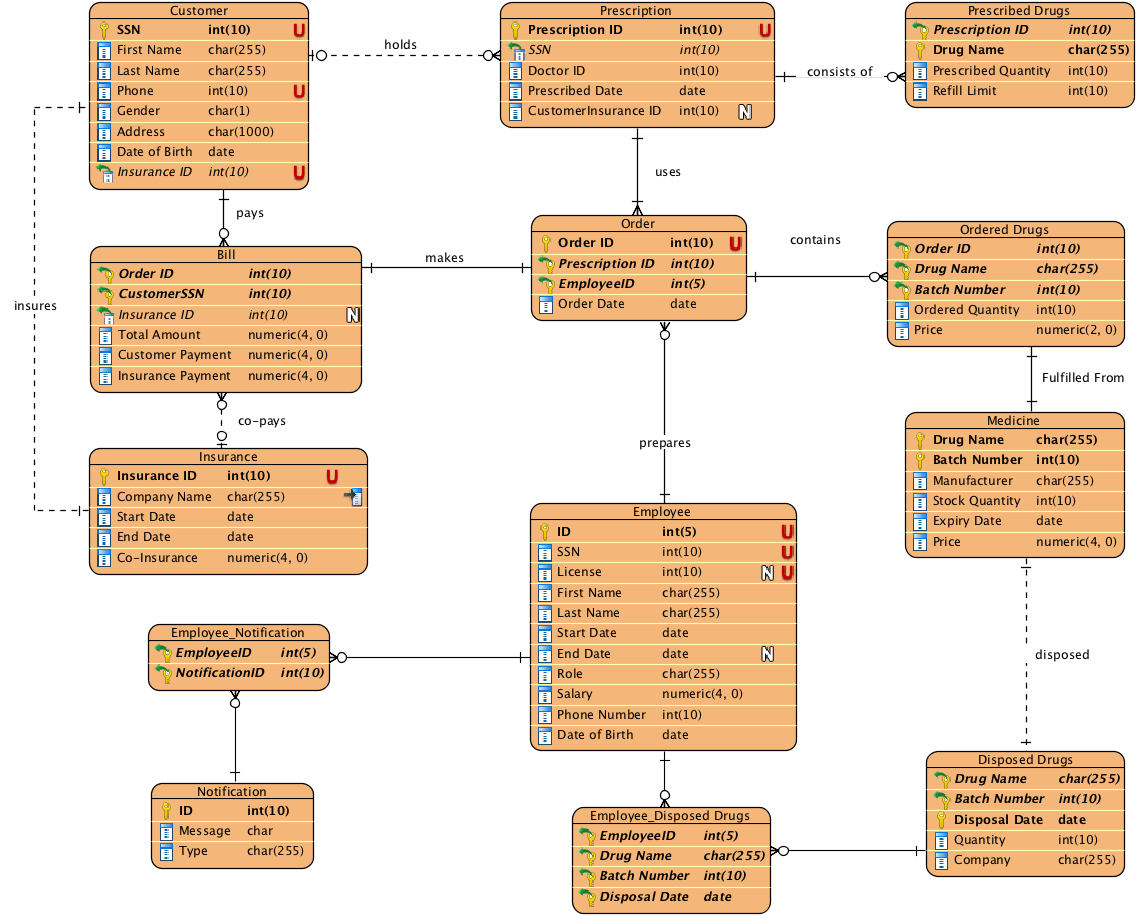 Customer
SSN int(10) U
First Name char(255)
Last Name char(255)
Phone int(10) U
Gender char(1)
Address char(1000)
Date of Birth date
Insurance ID int(10) U
holds
Prescription
Prescription ID int(10) U
SSN int(10)
Doctor ID int(10)
Prescribed Date date
CustomerInsurance ID int(10) N
consists of
Prescribed Drugs
Prescription ID int(10)
Drug Name char(255)
Prescribed Quantity int(10)
Refill Limit int(10)
pays
uses
insures
Bill
Order ID int(10)
CustomerSSN int(10)
Insurance ID int(10) N
Total Amount numeric(4, 0)
Customer Payment numeric(4, 0)
Insurance Payment numeric(4, 0)
makes
Order
Order ID int(10) U
Prescription ID int(10)
EmployeeID int(5)
Order Date date
contains
Ordered Drugs
Order ID int(10)
Drug Name char(255)
Batch Number int(10)
Ordered Quantity int(10)
Price numeric(2, 0)
Fulfilled From
co-pays
Insurance
Insurance ID int(10) U
Company Name char(255)
Start Date date
End Date date
Co-Insurance numeric(4, 0)
prepares
Medicine
Drug Name char(255)
Batch Number int(10)
Manufacturer char(255)
Stock Quantity int(10)
Expiry Date date
Price numeric(4, 0)
Employee
ID int(5) U
SSN int(10) U
License int(10) N U
First Name char(255)
Last Name char(255)
Start Date date
End Date date N
Role char(255)
Salary numeric(4, 0)
Phone Number int(10)
Date of Birth date
disposed
Employee_Notification
EmployeeID int(5)
NotificationID int(10)
Notification
ID int(10)
Message char
Type char(255)
Employee_Disposed Drugs
EmployeeID int(5)
Drug Name char(255)
Batch Number int(10)
Disposal Date date
Disposed Drugs
Drug Name char(255)
Batch Number int(10)
Disposal Date date
Quantity int(10)
Company char(255)